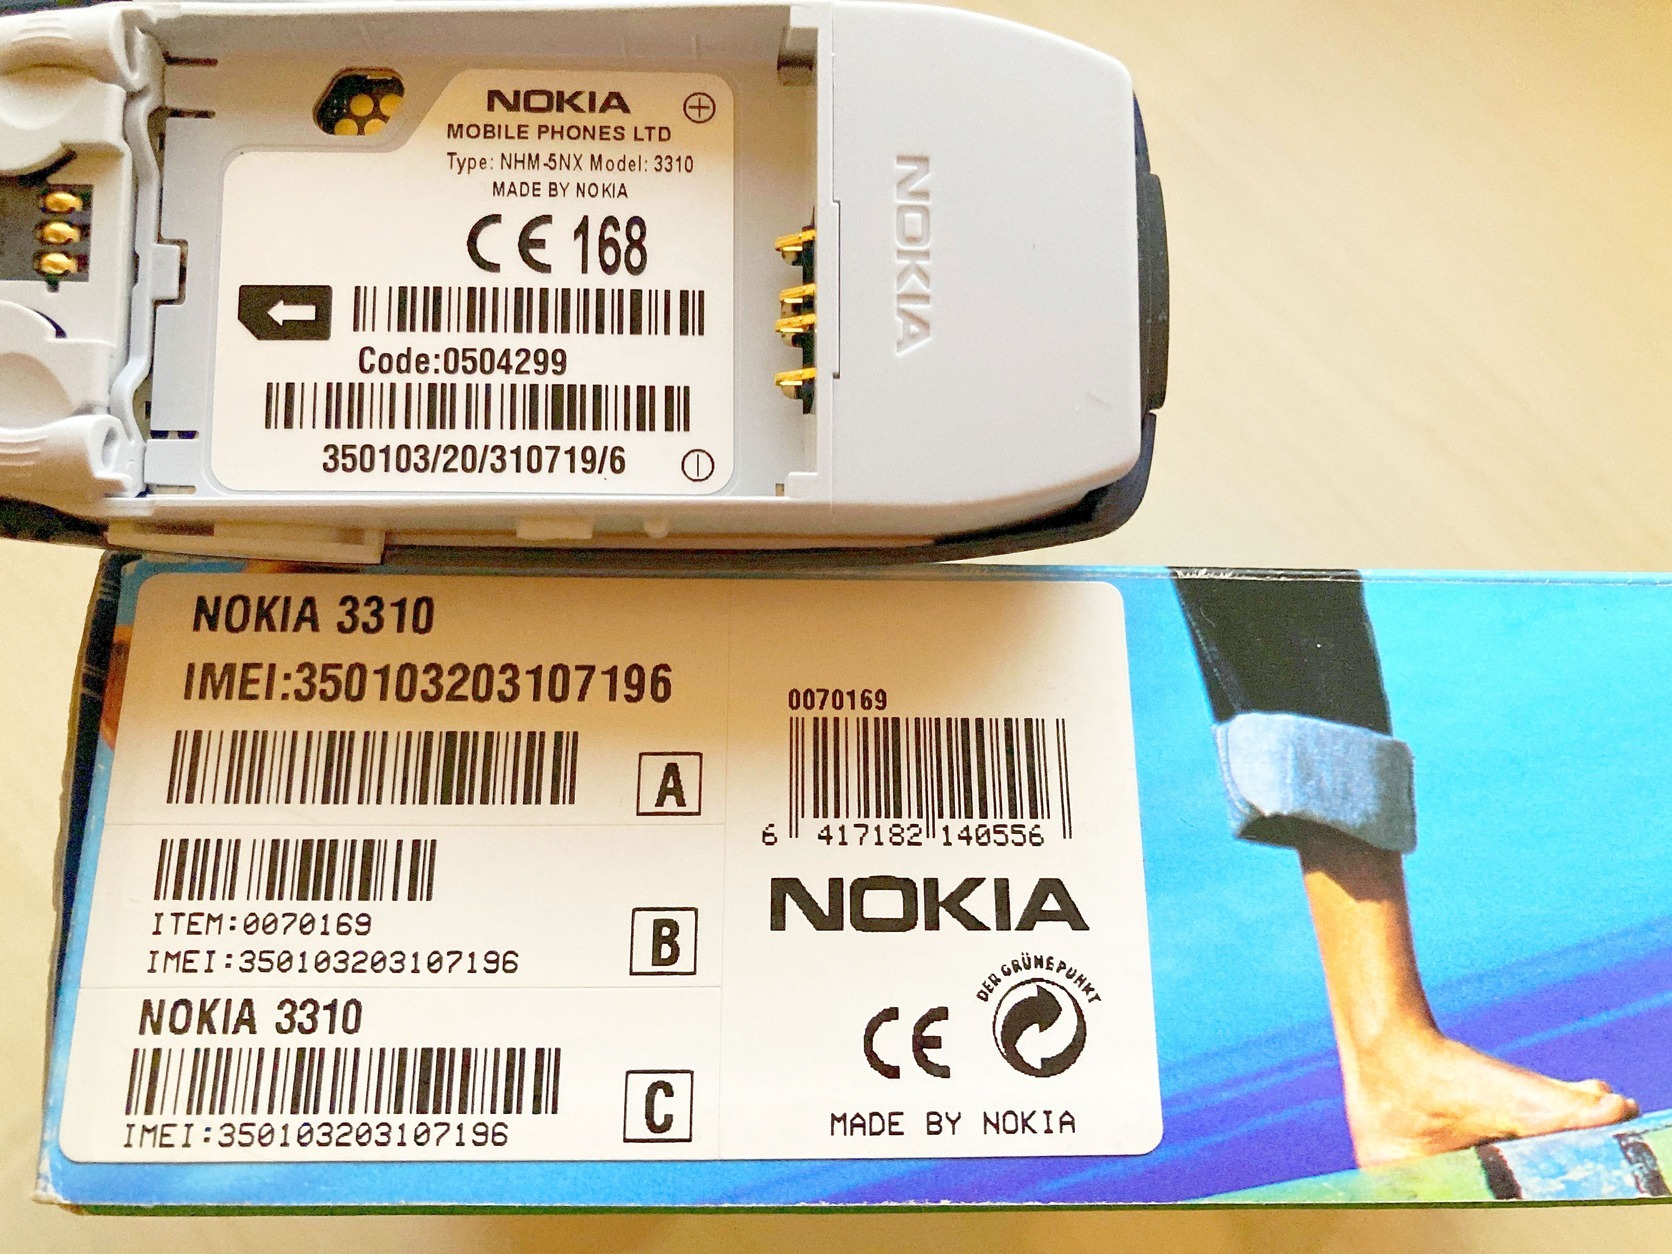 NOKIA
MOBILE PHONES LTD
Type: NHM-5NX Model: 3310
MADE BY NOKIA
CE 168
Code:0504299
350103/20/310719/6
NOKIA
NOKIA 3310
IMEI:350103203107196
A
ITEM:0070169
IMEI:350103203107196
B
NOKIA 3310
IMEI:350103203107196
C
0070169
6 417182 140556
NOKIA
DER GRÜNE PUNKT
CE
MADE BY NOKIA